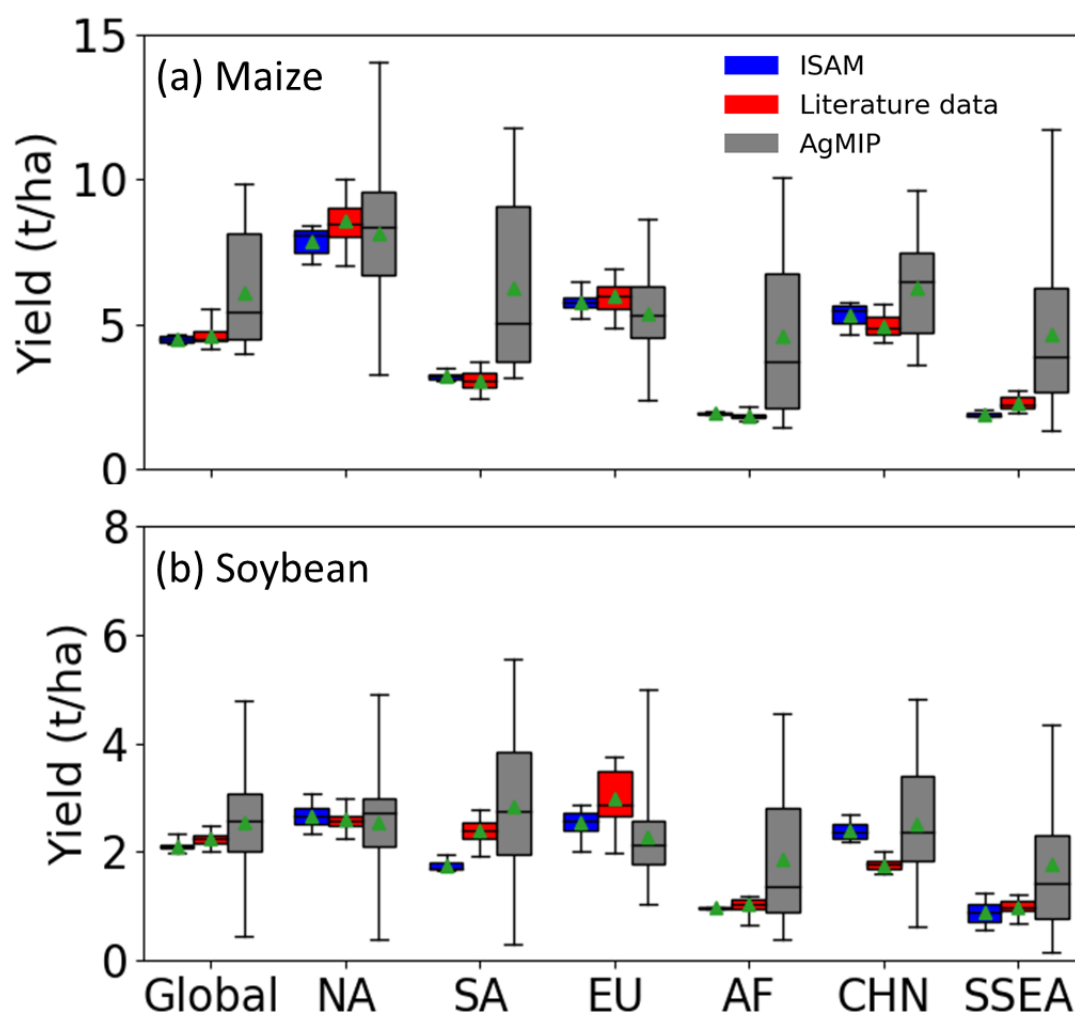 15
(a) Maize
ISAM
Literature data
AgMIP
10
5
0
Yield (t/ha)
8
(b) Soybean
6
4
2
0
Yield (t/ha)
Global NA SA EU AF CHN SSEA